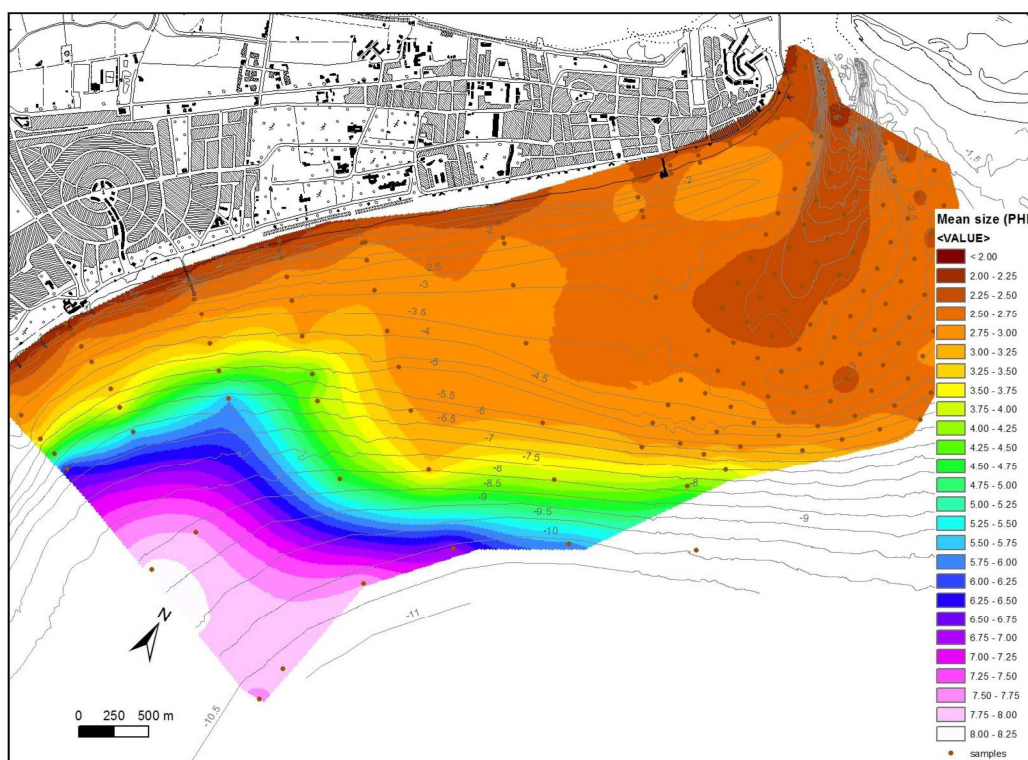 Mean size (PHI
<VALUE>
< 2.00
2.00 - 2.25
2.25 - 2.50
2.50 - 2.75
2.75 - 3.00
3.00 - 3.25
3.25 - 3.50
3.50 - 3.75
3.75 - 4.00
4.00 - 4.25
4.25 - 4.50
4.50 - 4.75
4.75 - 5.00
5.00 - 5.25
5.25 - 5.50
5.50 - 5.75
5.75 - 6.00
6.00 - 6.25
6.25 - 6.50
6.50 - 6.75
6.75 - 7.00
7.00 - 7.25
7.25 - 7.50
7.50 - 7.75
7.75 - 8.00
8.00 - 8.25
samples
-1.5
-2
-2.5
-3
-3.5
-4
-4.5
-5
-5.5
-6
-6.5
-7
-7.5
-8
-8
-8.5
-9
-9
-9.5
-10
-11
-10.5
N
0 250 500 m